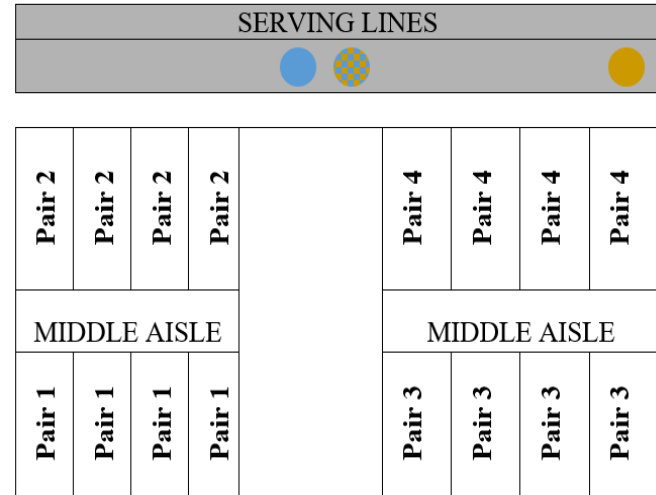 SERVING LINES
Pair 2 Pair 2 Pair 2 Pair 2 Pair 4 Pair 4 Pair 4 Pair 4
MIDDLE AISLE MIDDLE AISLE
Pair 1 Pair 1 Pair 1 Pair 1 Pair 3 Pair 3 Pair 3 Pair 3